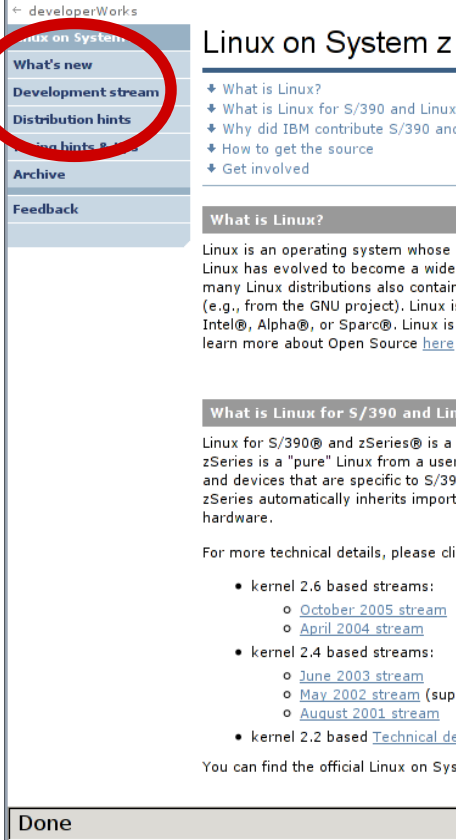 ← developerWorks
Linux on System
What's new
Development stream
Distribution hints
hints &
Archive
Feedback
Linux on System z
What is Linux?
What is Linux for S/390 and Linux
Why did IBM contribute S/390 and
How to get the source
Get involved
What is Linux?
Linux is an operating system whose
Linux has evolved to become a wide
many Linux distributions also contain
(e.g., from the GNU project). Linux is
Intel®, Alpha®, or Sparc®. Linux is
learn more about Open Source here
What is Linux for S/390 and Lin
Linux for S/390® and zSeries® is a
zSeries is a "pure" Linux from a user
and devices that are specific to S/39
zSeries automatically inherits import
hardware.
For more technical details, please cli
• kernel 2.6 based streams:
o October 2005 stream
o April 2004 stream
• kernel 2.4 based streams:
o June 2003 stream
o May 2002 stream (sup
o August 2001 stream
• kernel 2.2 based Technical de
You can find the official Linux on Sys
Done